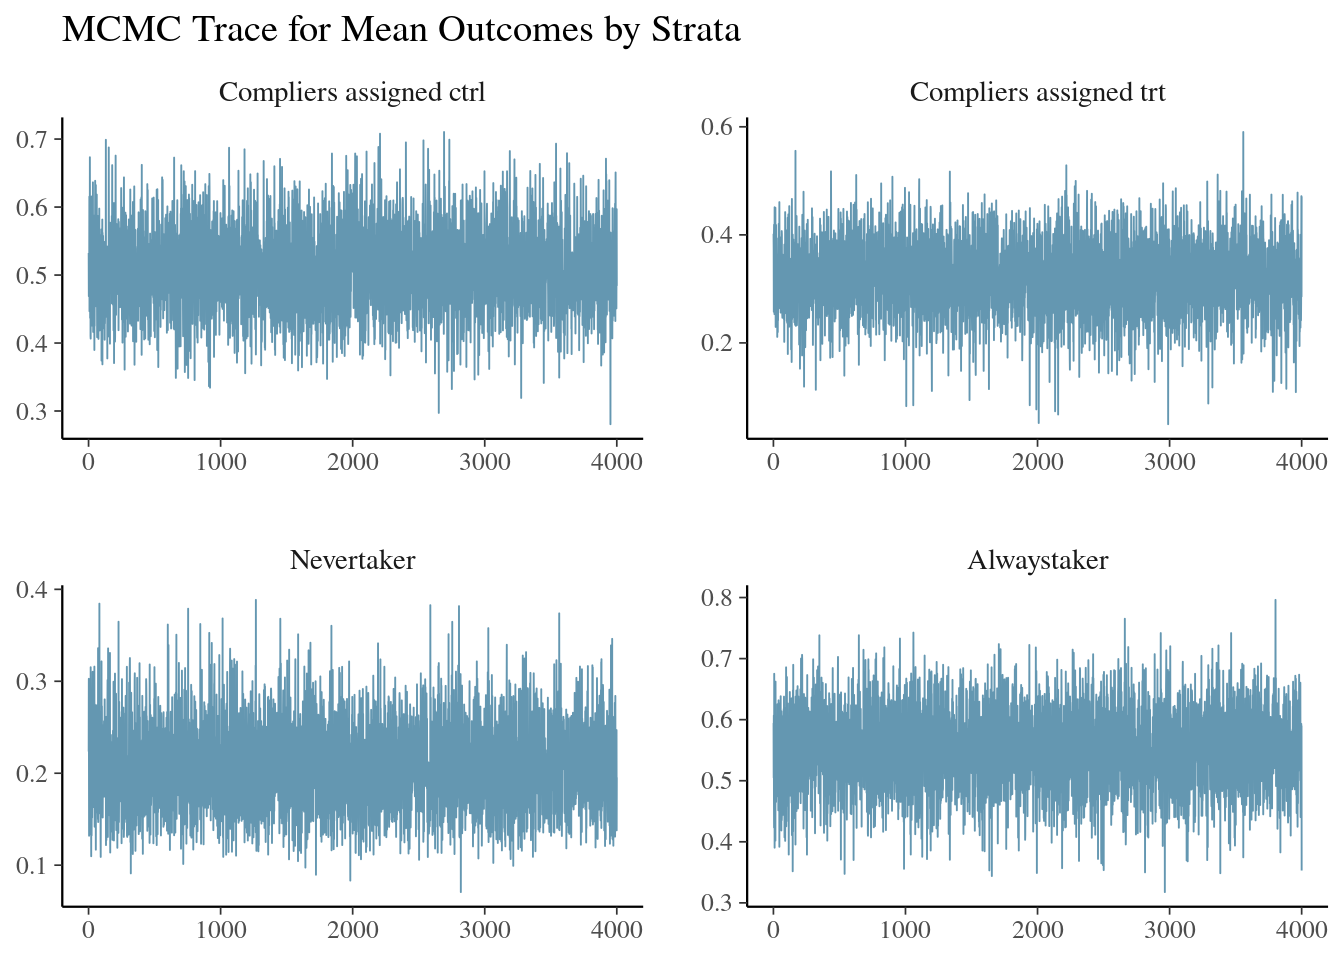 MCMC Trace for Mean Outcomes by Strata
Compliers assigned ctrl
0.7
0.6
0.5
0.4
0.3
0 1000 2000 3000 4000
Compliers assigned trt
0.6
0.4
0.2
0 1000 2000 3000 4000
Nevertaker
0.4
0.3
0.2
0.1
0 1000 2000 3000 4000
Alwaystaker
0.8
0.7
0.6
0.5
0.4
0.3
0 1000 2000 3000 4000